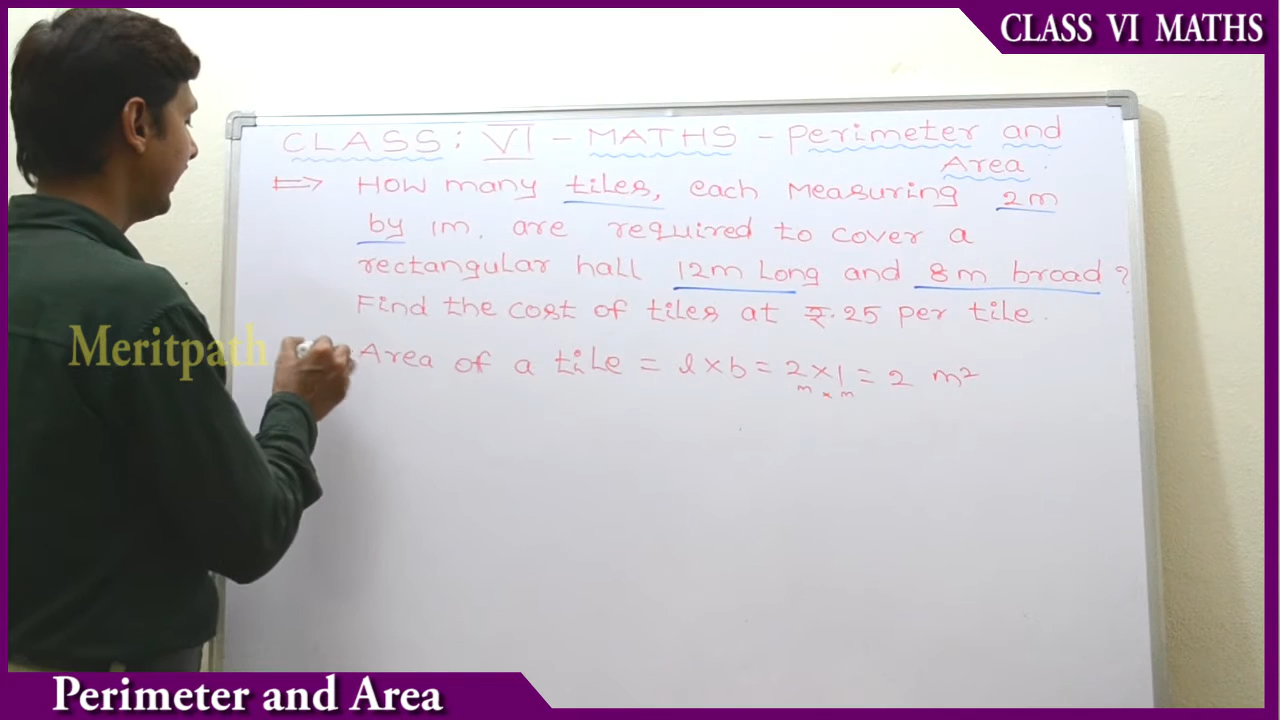 CLASS VI MATHS
CLASS: VI - MATHS - Perimeter and
Area.
⇒ HOW many tiles, each Measuring 2m
by 1m. are required to cover a
rectangular hall 12m Long and 8m broad?
Find the cost of tiles at ₹.25 per tile.
Meritpath
Area of a tile = l × b = 2 × 1 = 2 m²
m × m
Perimeter and Area